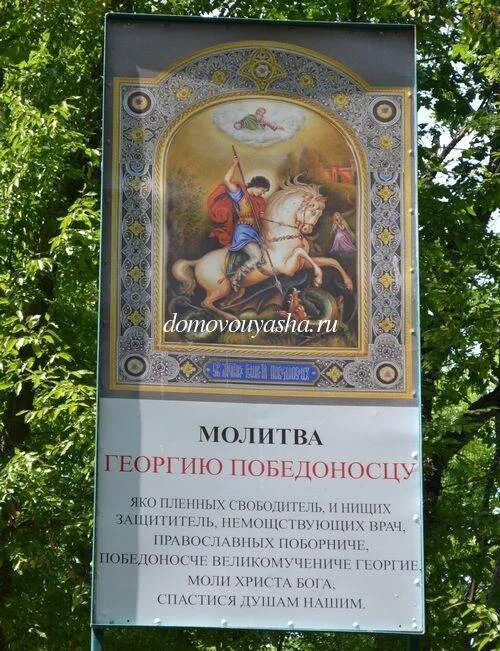 domovouyasha.ru
МОЛИТВА
ГЕОРГИЮ ПОБЕДОНОСЦУ
ЯКО ПЛЕННЫХ СВОБОДИТЕЛЬ, И НИЩИХ
ЗАЩИТИТЕЛЬ, НЕМОЩСТВУЮЩИХ ВРАЧ,
ПРАВОСЛАВНЫХ ПОБОРНИЧЕ,
ПОБЕДОНОСЧЕ ВЕЛИКОМУЧЕНИЧЕ ГЕОРГИЕ,
МОЛИ ХРИСТА БОГА,
СПАСТИСЯ ДУШАМ НАШИМ.